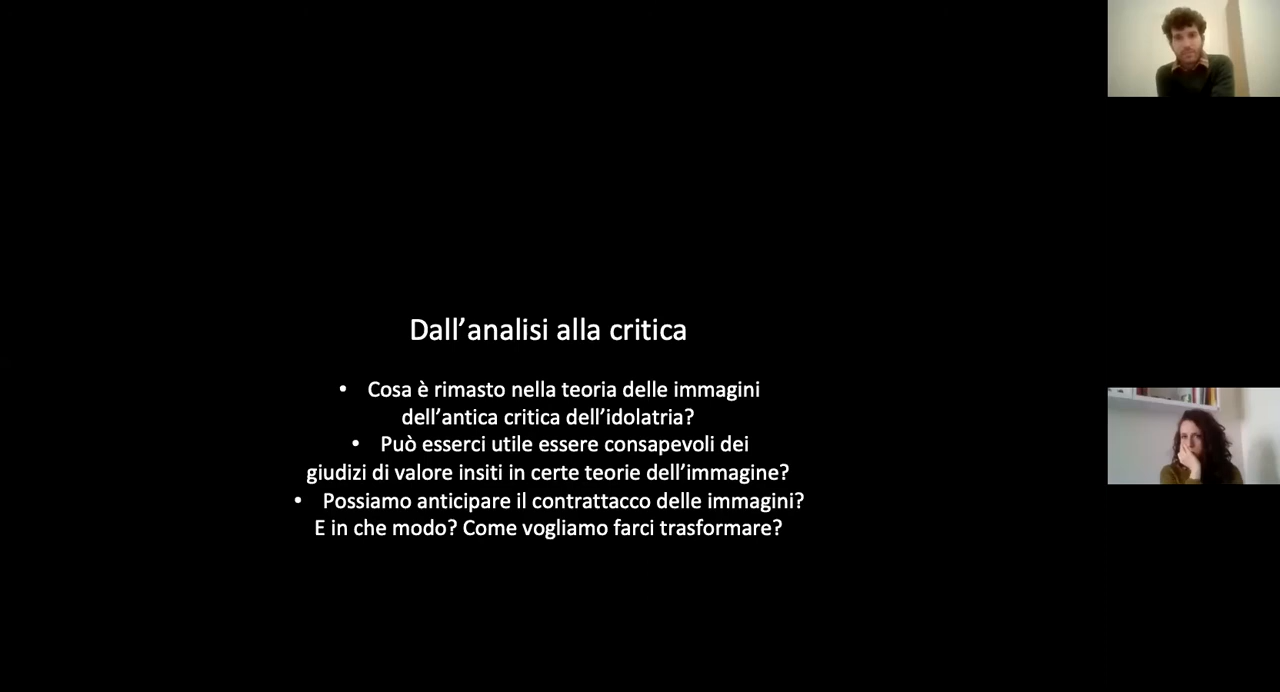 Dall’analisi alla critica
• Cosa è rimasto nella teoria delle immagini
dell’antica critica dell’idolatria?
• Può esserci utile essere consapevoli dei
giudizi di valore insiti in certe teorie dell’immagine?
• Possiamo anticipare il contrattacco delle immagini?
E in che modo? Come vogliamo farci trasformare?